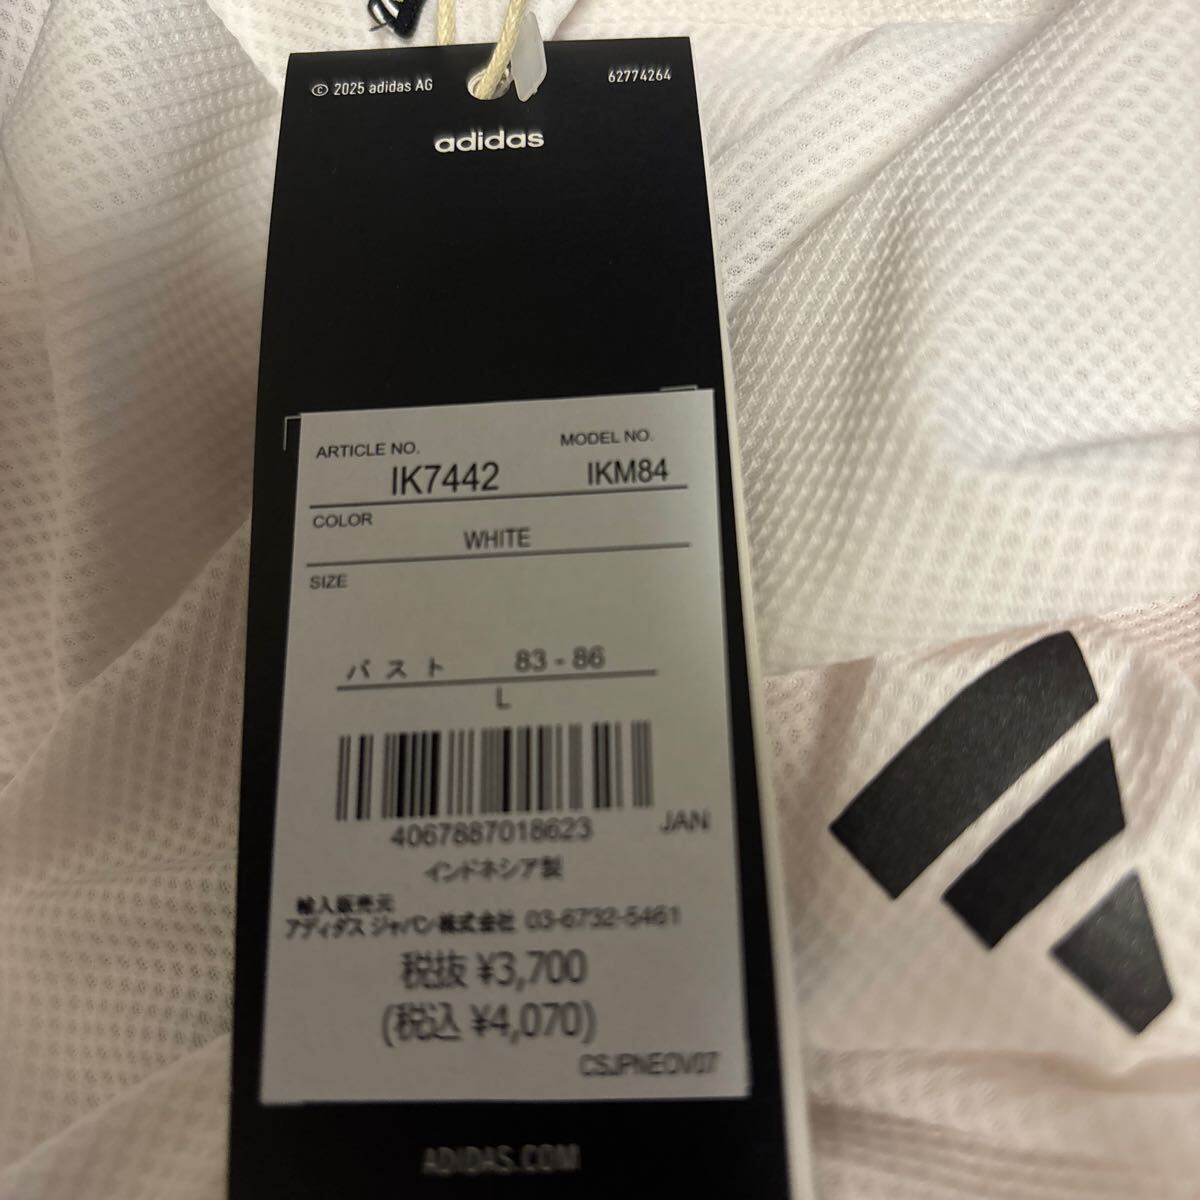 © 2025 adidas AG
62774264
adidas
ARTICLE NO. MODEL NO.
IK7442 IKM84
COLOR
WHITE
SIZE
バスト 83 - 86
L
4067887018623 JAN
インドネシア製
輸入販売元
アディダス ジャパン株式会社 03-6732-5461
税抜 ¥3,700
(税込 ¥4,070)
CSJPNEOV07
ADIDAS.COM